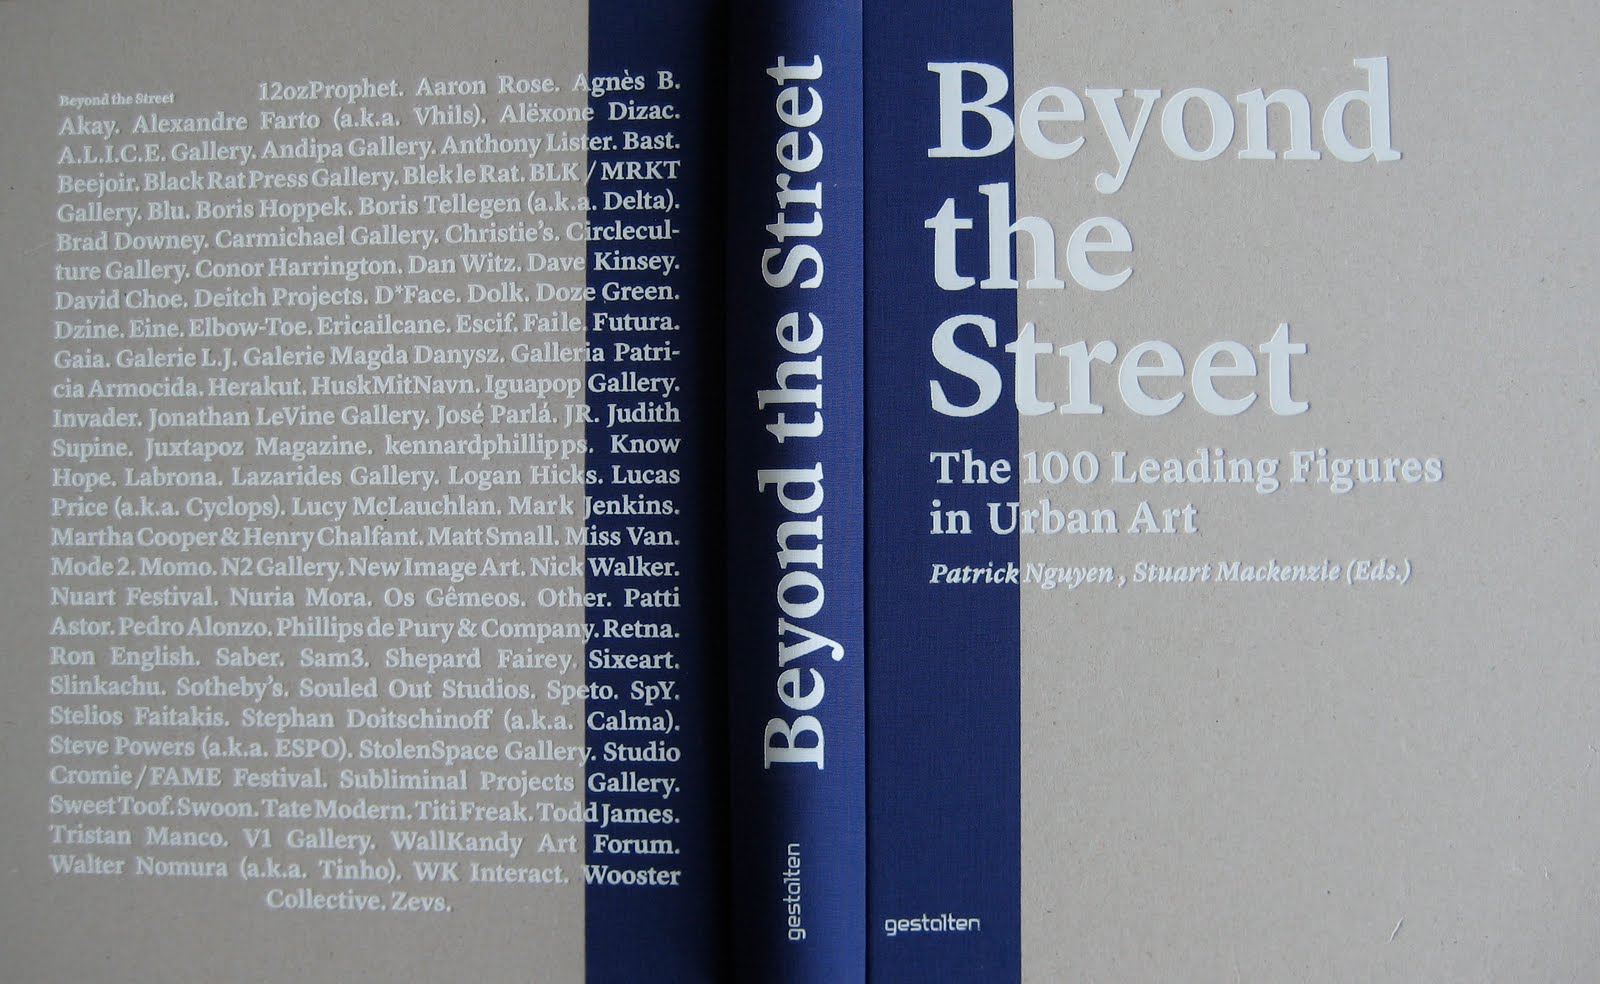 Beyond the Street 12ozProphet. Aaron Rose. Agnès B.
Akay. Alexandre Farto (a.k.a. Vhils). Alëxone Dizac.
A.L.I.C.E. Gallery. Andipa Gallery. Anthony Lister. Bast.
Beejoir. Black Rat Press Gallery. Blek le Rat. BLK / MRKT
Gallery. Blu. Boris Hoppek. Boris Tellegen (a.k.a. Delta).
Brad Downey. Carmichael Gallery. Christie's. Circlecul-
ture Gallery. Conor Harrington. Dan Witz. Dave Kinsey.
David Choe. Deitch Projects. D*Face. Dolk. Doze Green.
Dzine. Eine. Elbow-Toe. Ericailcane. Escif. Faile. Futura.
Gaia. Galerie L.J. Galerie Magda Danysz. Galleria Patri-
cia Armocida. Herakut. HuskMitNavn. Iguapop Gallery.
Invader. Jonathan LeVine Gallery. José Parlá. JR. Judith
Supine. Juxtapoz Magazine. kennardphillipps. Know
Hope. Labrona. Lazarides Gallery. Logan Hicks. Lucas
Price (a.k.a. Cyclops). Lucy McLauchlan. Mark Jenkins.
Martha Cooper & Henry Chalfant. Matt Small. Miss Van.
Mode 2. Momo. N2 Gallery. New Image Art. Nick Walker.
Nuart Festival. Nuria Mora. Os Gêmeos. Other. Patti
Astor. Pedro Alonzo. Phillips de Pury & Company. Retna.
Ron English. Saber. Sam3. Shepard Fairey. Sixeart.
Slinkachu. Sotheby's. Souled Out Studios. Speto. SpY.
Stelios Faitakis. Stephan Doitschinoff (a.k.a. Calma).
Steve Powers (a.k.a. ESPO). StolenSpace Gallery. Studio
Cromie / FAME Festival. Subliminal Projects Gallery.
Sweet Toof. Swoon. Tate Modern. Titi Freak. Todd James.
Tristan Manco. V1 Gallery. WallKandy Art Forum.
Walter Nomura (a.k.a. Tinho). WK Interact. Wooster
Collective. Zevs.
Beyond the Street
gestalten
Beyond
the
Street
The 100 Leading Figures
in Urban Art
Patrick Nguyen , Stuart Mackenzie (Eds.)
gestalten